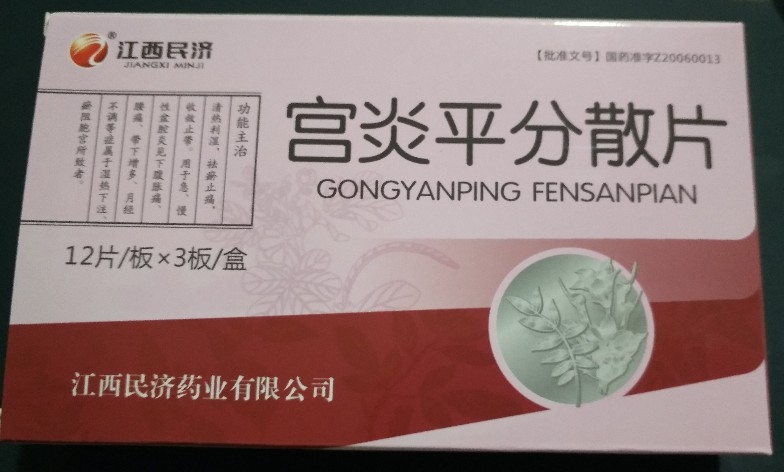 江西民济
JIANGXI MINJI
【批准文号】国药准字Z20060013
功能主治
清热利湿，祛瘀止痛，
收敛止带。用于急、慢
性盆腔炎见下腹胀痛、
腰痛、带下增多、月经
不调等症属于湿热下注、
瘀阻胞宫所致者。
宫炎平分散片
GONGYANPING FENSANPIAN
12片/板×3板/盒
江西民济药业有限公司